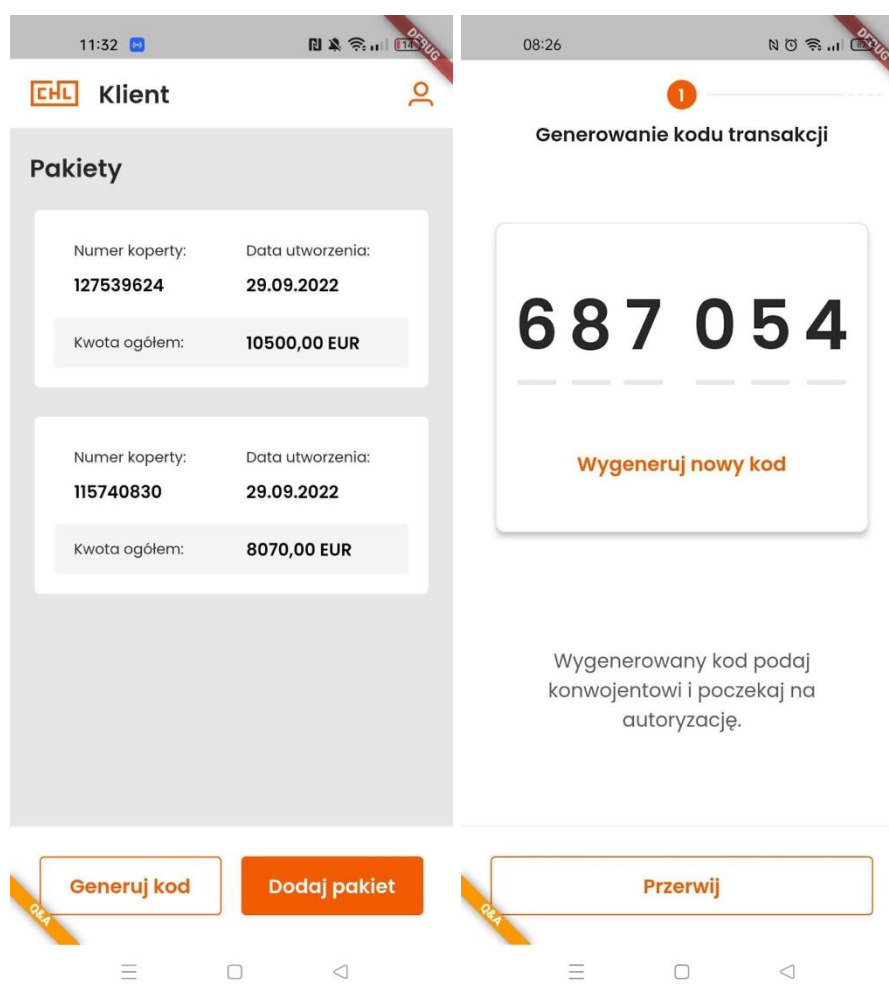 11:32
14
DEBUG
CHL Klient
Pakiety
Numer koperty: Data utworzenia:
127539624 29.09.2022
Kwota ogółem: 10500,00 EUR
Numer koperty: Data utworzenia:
115740830 29.09.2022
Kwota ogółem: 8070,00 EUR
Generuj kod Dodaj pakiet
Q&A
08:26
DEBUG
1
Generowanie kodu transakcji
687 054
Wygeneruj nowy kod
Wygenerowany kod podaj
konwojentowi i poczekaj na
autoryzację.
Przerwij
Q&A